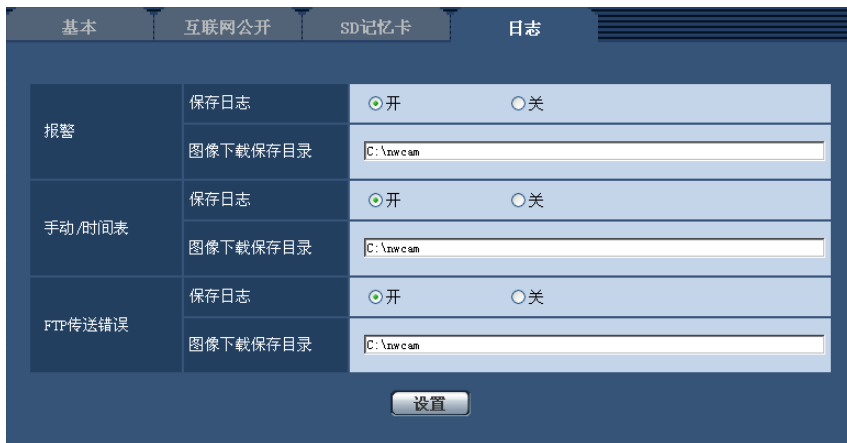 基本 互联网公开 SD记忆卡 日志
报警
保存日志 开 关
图像下载保存目录 C:\nwcam
手动/时间表
保存日志 开 关
图像下载保存目录 C:\nwcam
FTP传送错误
保存日志 开 关
图像下载保存目录 C:\nwcam
设置